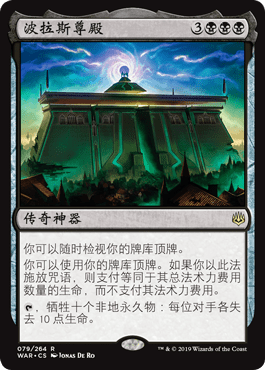 波拉斯尊殿 3
传奇神器
你可以随时检视你的牌库顶牌。
你可以使用你的牌库顶牌。如果你以此法
施放咒语，则支付等同于其总法术力费用
数量的生命，而不支付其法术力费用。
，牺牲十个非地永久物：每位对手各失
去 10 点生命。
079/264 R
WAR • CS JONAS DE RO
™ & © 2019 Wizards of the Coast